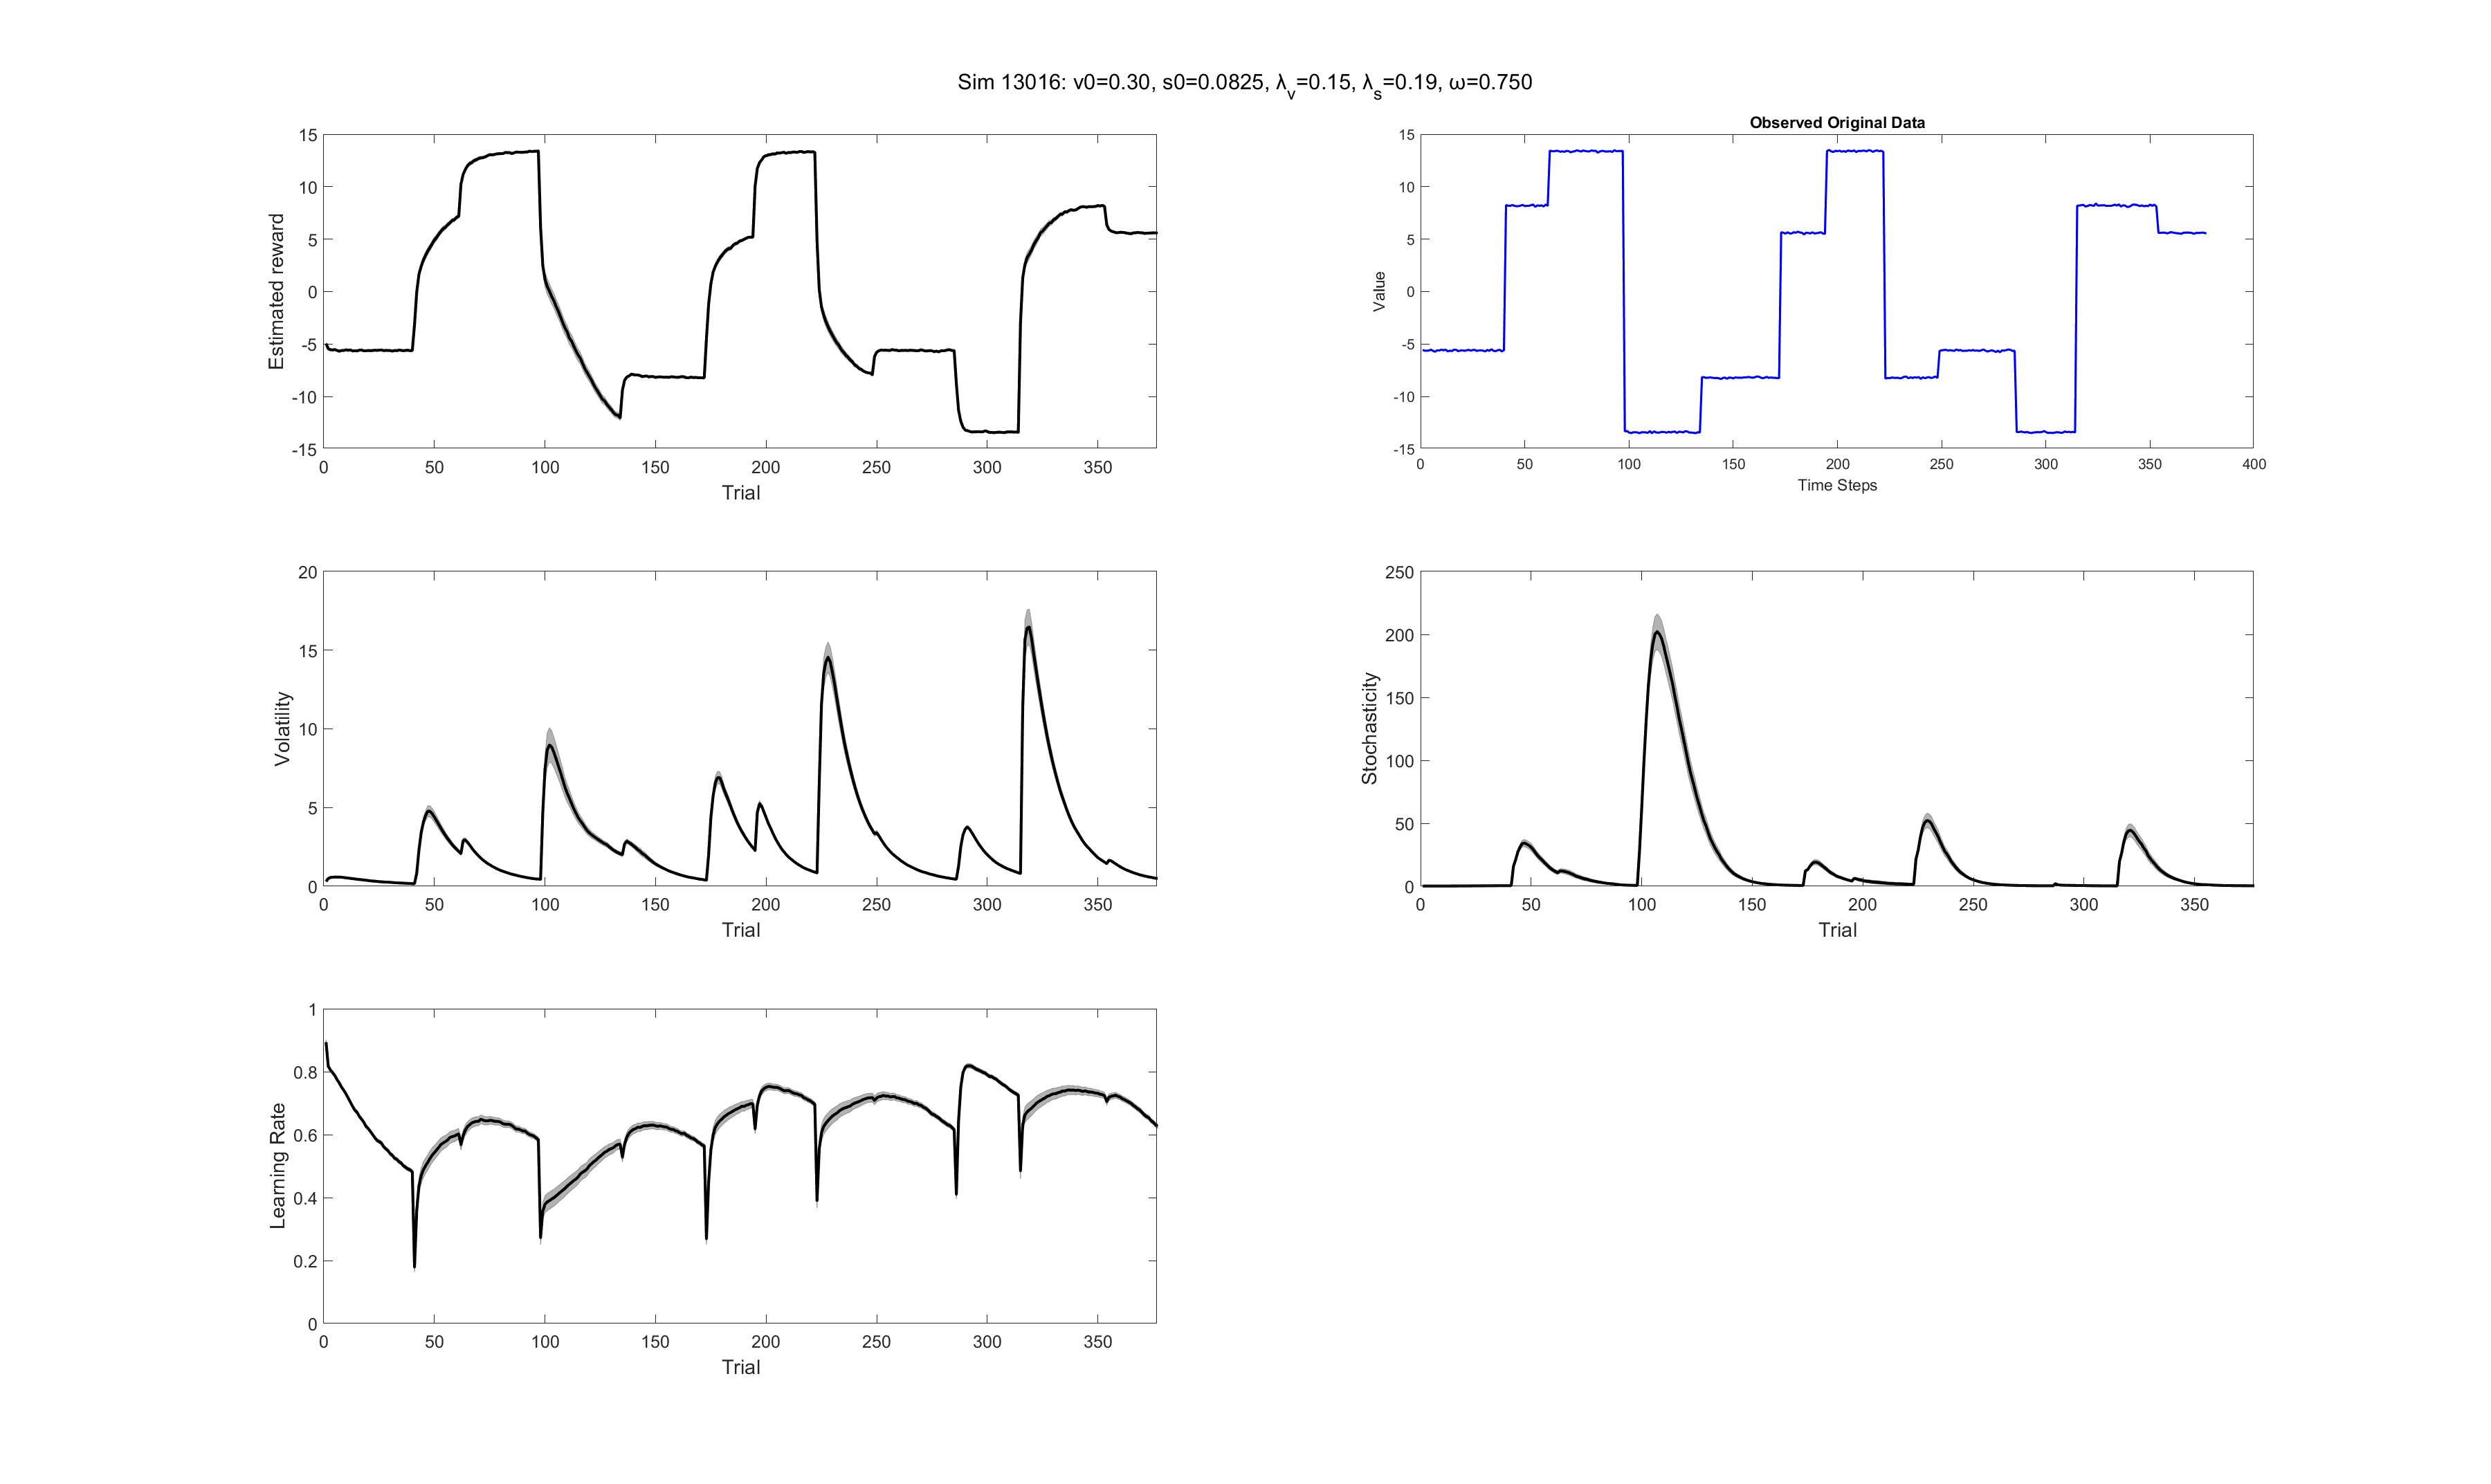 Sim 13016: v0=0.30, s0=0.0825, λv=0.15, λs=0.19, ω=0.750
15
10
5
0
-5
-10
-15
Estimated reward
0 50 100 150 200 250 300 350
Trial
Observed Original Data
15
10
5
0
-5
-10
-15
Value
0 50 100 150 200 250 300 350 400
Time Steps
20
15
10
5
0
Volatility
0 50 100 150 200 250 300 350
Trial
250
200
150
100
50
0
Stochasticity
0 50 100 150 200 250 300 350
Trial
1
0.8
0.6
0.4
0.2
0
Learning Rate
0 50 100 150 200 250 300 350
Trial